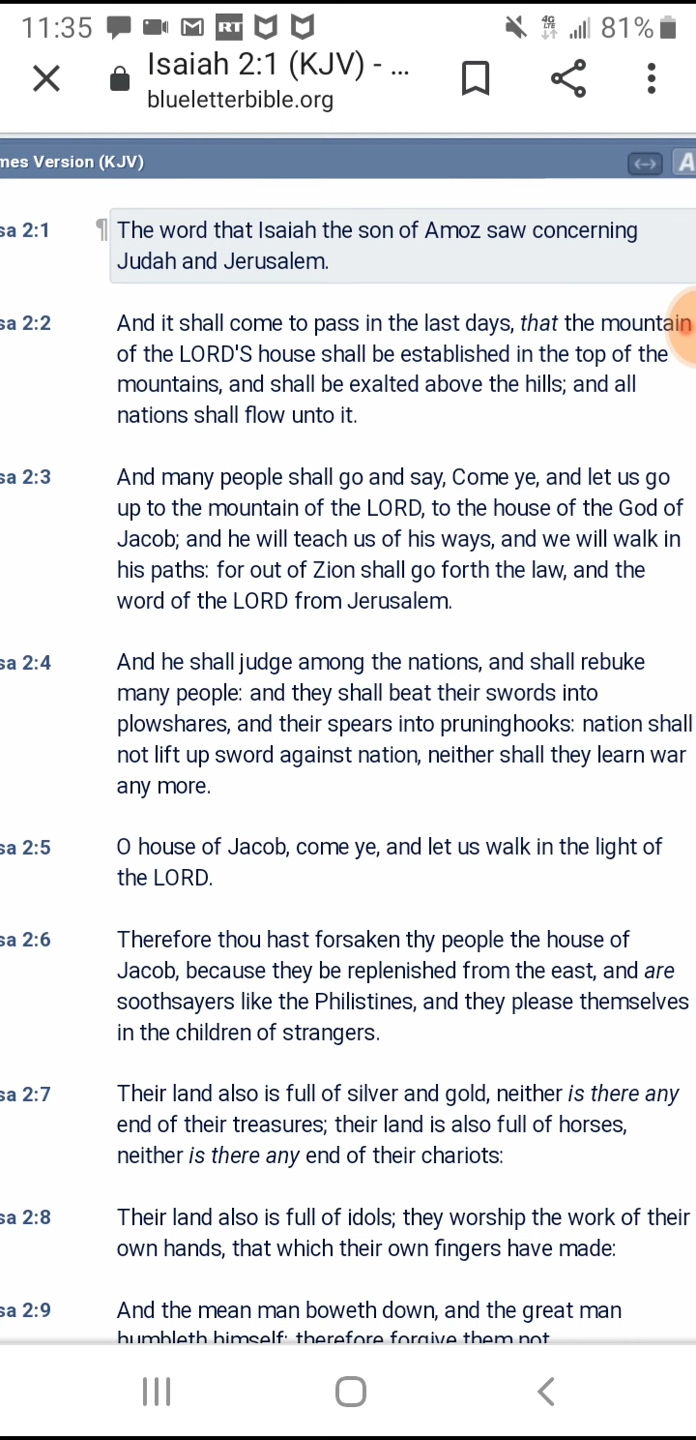 11:35 RT 4G LTE 81%
Isaiah 2:1 (KJV) - ...
blueletterbible.org
mes Version (KJV) A
sa 2:1 ¶ The word that Isaiah the son of Amoz saw concerning
Judah and Jerusalem.
sa 2:2 And it shall come to pass in the last days, that the mountain
of the LORD'S house shall be established in the top of the
mountains, and shall be exalted above the hills; and all
nations shall flow unto it.
sa 2:3 And many people shall go and say, Come ye, and let us go
up to the mountain of the LORD, to the house of the God of
Jacob; and he will teach us of his ways, and we will walk in
his paths: for out of Zion shall go forth the law, and the
word of the LORD from Jerusalem.
sa 2:4 And he shall judge among the nations, and shall rebuke
many people: and they shall beat their swords into
plowshares, and their spears into pruninghooks: nation shall
not lift up sword against nation, neither shall they learn war
any more.
sa 2:5 O house of Jacob, come ye, and let us walk in the light of
the LORD.
sa 2:6 Therefore thou hast forsaken thy people the house of
Jacob, because they be replenished from the east, and are
soothsayers like the Philistines, and they please themselves
in the children of strangers.
sa 2:7 Their land also is full of silver and gold, neither is there any
end of their treasures; their land is also full of horses,
neither is there any end of their chariots:
sa 2:8 Their land also is full of idols; they worship the work of their
own hands, that which their own fingers have made:
sa 2:9 And the mean man boweth down, and the great man
humbleth himself: therefore forgive them not.